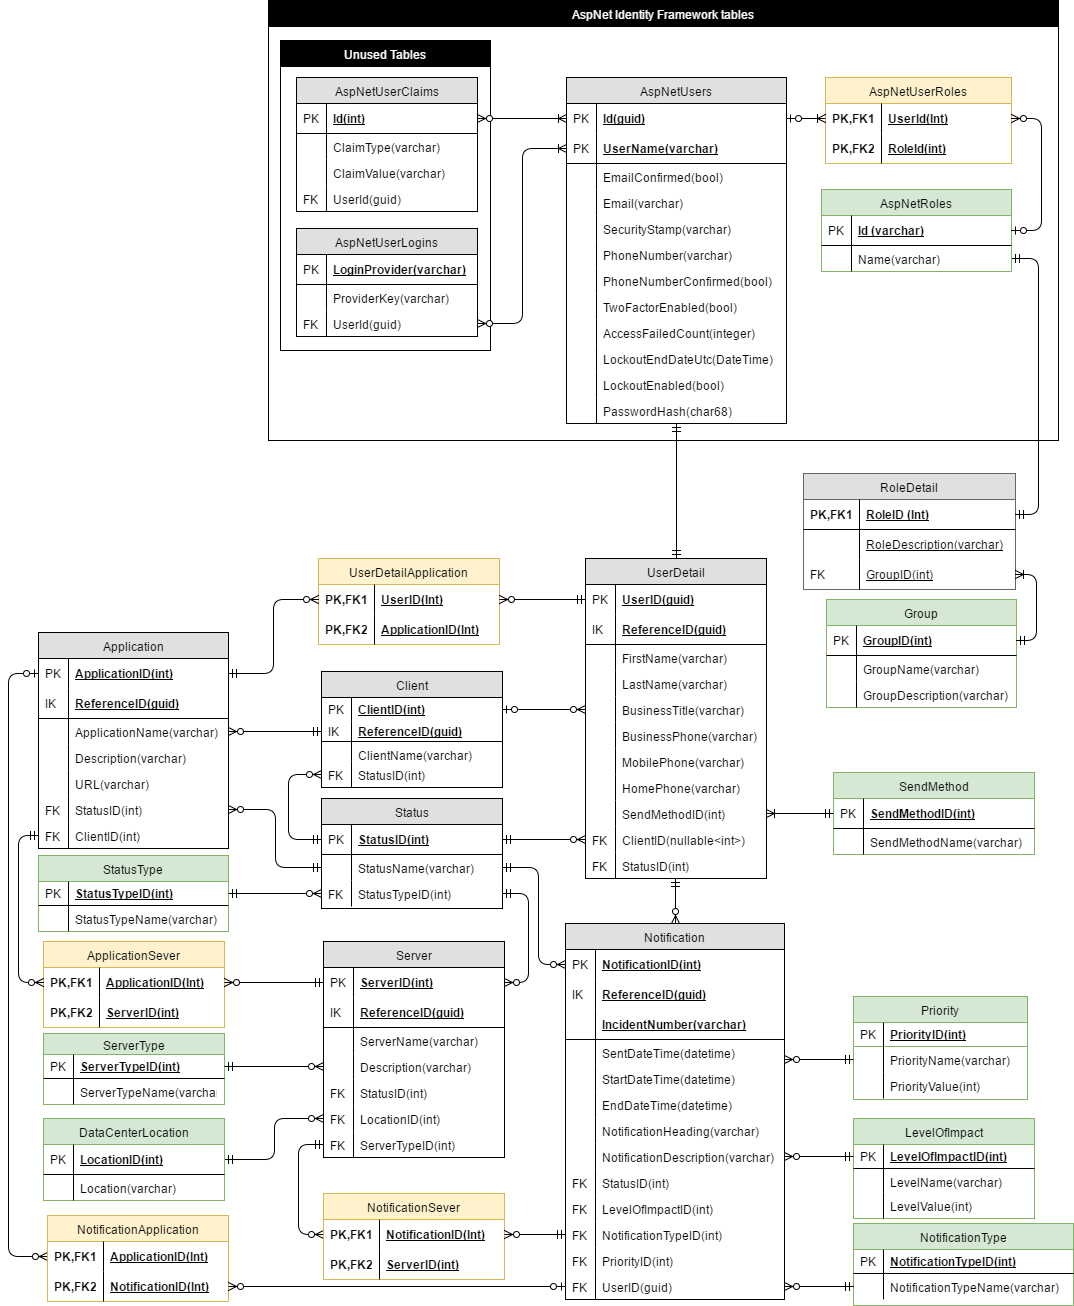 AspNet Identity Framework tables
Unused Tables
AspNetUserClaims
PK Id(int)
ClaimType(varchar)
ClaimValue(varchar)
FK UserId(guid)
AspNetUserLogins
PK LoginProvider(varchar)
ProviderKey(varchar)
FK UserId(guid)
AspNetUsers
PK Id(guid)
PK UserName(varchar)
EmailConfirmed(bool)
Email(varchar)
SecurityStamp(varchar)
PhoneNumber(varchar)
PhoneNumberConfirmed(bool)
TwoFactorEnabled(bool)
AccessFailedCount(integer)
LockoutEndDateUtc(DateTime)
LockoutEnabled(bool)
PasswordHash(char68)
AspNetUserRoles
PK,FK1 UserId(Int)
PK,FK2 RoleId(int)
AspNetRoles
PK Id (varchar)
Name(varchar)
RoleDetail
PK,FK1 RoleID (Int)
RoleDescription(varchar)
FK GroupID(int)
Group
PK GroupID(int)
GroupName(varchar)
GroupDescription(varchar)
UserDetailApplication
PK,FK1 UserID(Int)
PK,FK2 ApplicationID(Int)
UserDetail
PK UserID(guid)
IK ReferenceID(guid)
FirstName(varchar)
LastName(varchar)
BusinessTitle(varchar)
BusinessPhone(varchar)
MobilePhone(varchar)
HomePhone(varchar)
SendMethodID(int)
FK ClientID(nullable<int>)
FK StatusID(int)
Application
PK ApplicationID(int)
IK ReferenceID(guid)
ApplicationName(varchar)
Description(varchar)
URL(varchar)
FK StatusID(int)
FK ClientID(int)
Client
PK ClientID(int)
IK ReferenceID(guid)
ClientName(varchar)
FK StatusID(int)
Status
PK StatusID(int)
StatusName(varchar)
FK StatusTypeID(int)
SendMethod
PK SendMethodID(int)
SendMethodName(varchar)
StatusType
PK StatusTypeID(int)
StatusTypeName(varchar)
ApplicationSever
PK,FK1 ApplicationID(Int)
PK,FK2 ServerID(int)
ServerType
PK ServerTypeID(int)
ServerTypeName(varcha
DataCenterLocation
PK LocationID(int)
Location(varchar)
NotificationApplication
PK,FK1 ApplicationID(Int)
PK,FK2 NotificationID(Int)
Server
PK ServerID(int)
IK ReferenceID(guid)
ServerName(varchar)
Description(varchar)
FK StatusID(int)
FK LocationID(int)
FK ServerTypeID(int)
NotificationSever
PK,FK1 NotificationID(Int)
PK,FK2 ServerID(int)
Notification
PK NotificationID(int)
IK ReferenceID(guid)
IncidentNumber(varchar)
SentDateTime(datetime)
StartDateTime(datetime)
EndDateTime(datetime)
NotificationHeading(varchar)
NotificationDescription(varchar)
FK StatusID(int)
FK LevelOfImpactID(int)
FK NotificationTypeID(int)
FK PriorityID(int)
FK UserID(guid)
Priority
PK PriorityID(int)
PriorityName(varchar)
PriorityValue(int)
LevelOfImpact
PK LevelOfImpactID(int)
LevelName(varchar)
LevelValue(int)
NotificationType
PK NotificationTypeID(int)
NotificationTypeName(varchar)